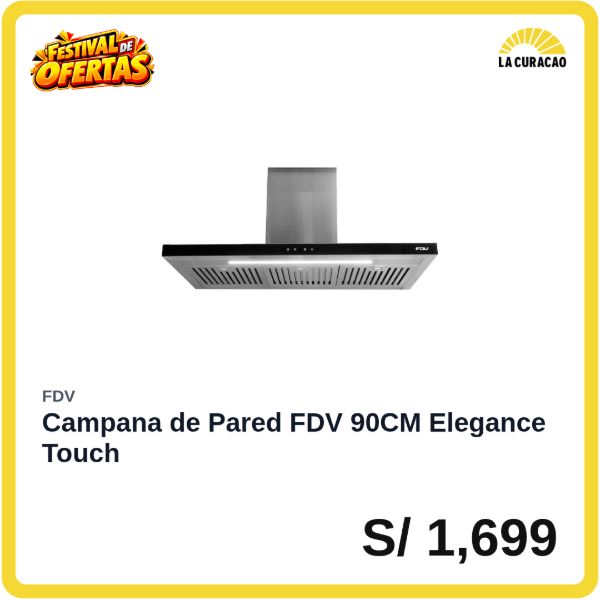 FESTIVAL DE
OFERTAS
LA CURACAO
FDV
FDV
Campana de Pared FDV 90CM Elegance
Touch
S/ 1,699